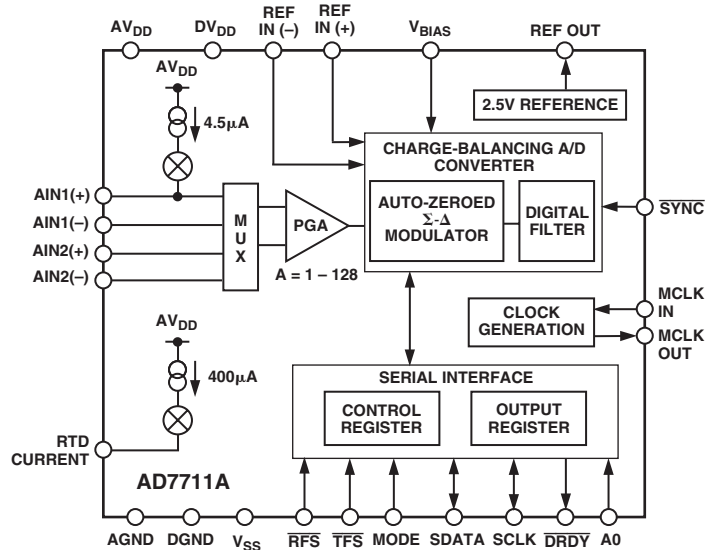 AVDD
DVDD
REF
IN (–)
REF
IN (+)
VBIAS
REF OUT
AVDD
4.5μA
2.5V REFERENCE
CHARGE-BALANCING A/D
CONVERTER
AUTO-ZEROED
Σ-Δ
MODULATOR
DIGITAL
FILTER
AIN1(+)
AIN1(–)
AIN2(+)
AIN2(–)
M
U
X
PGA
A = 1 – 128
SYNC
CLOCK
GENERATION
MCLK
IN
MCLK
OUT
AVDD
400μA
RTD
CURRENT
SERIAL INTERFACE
CONTROL
REGISTER
OUTPUT
REGISTER
AD7711A
AGND
DGND
VSS
RFS
TFS
MODE
SDATA
SCLK
DRDY
A0